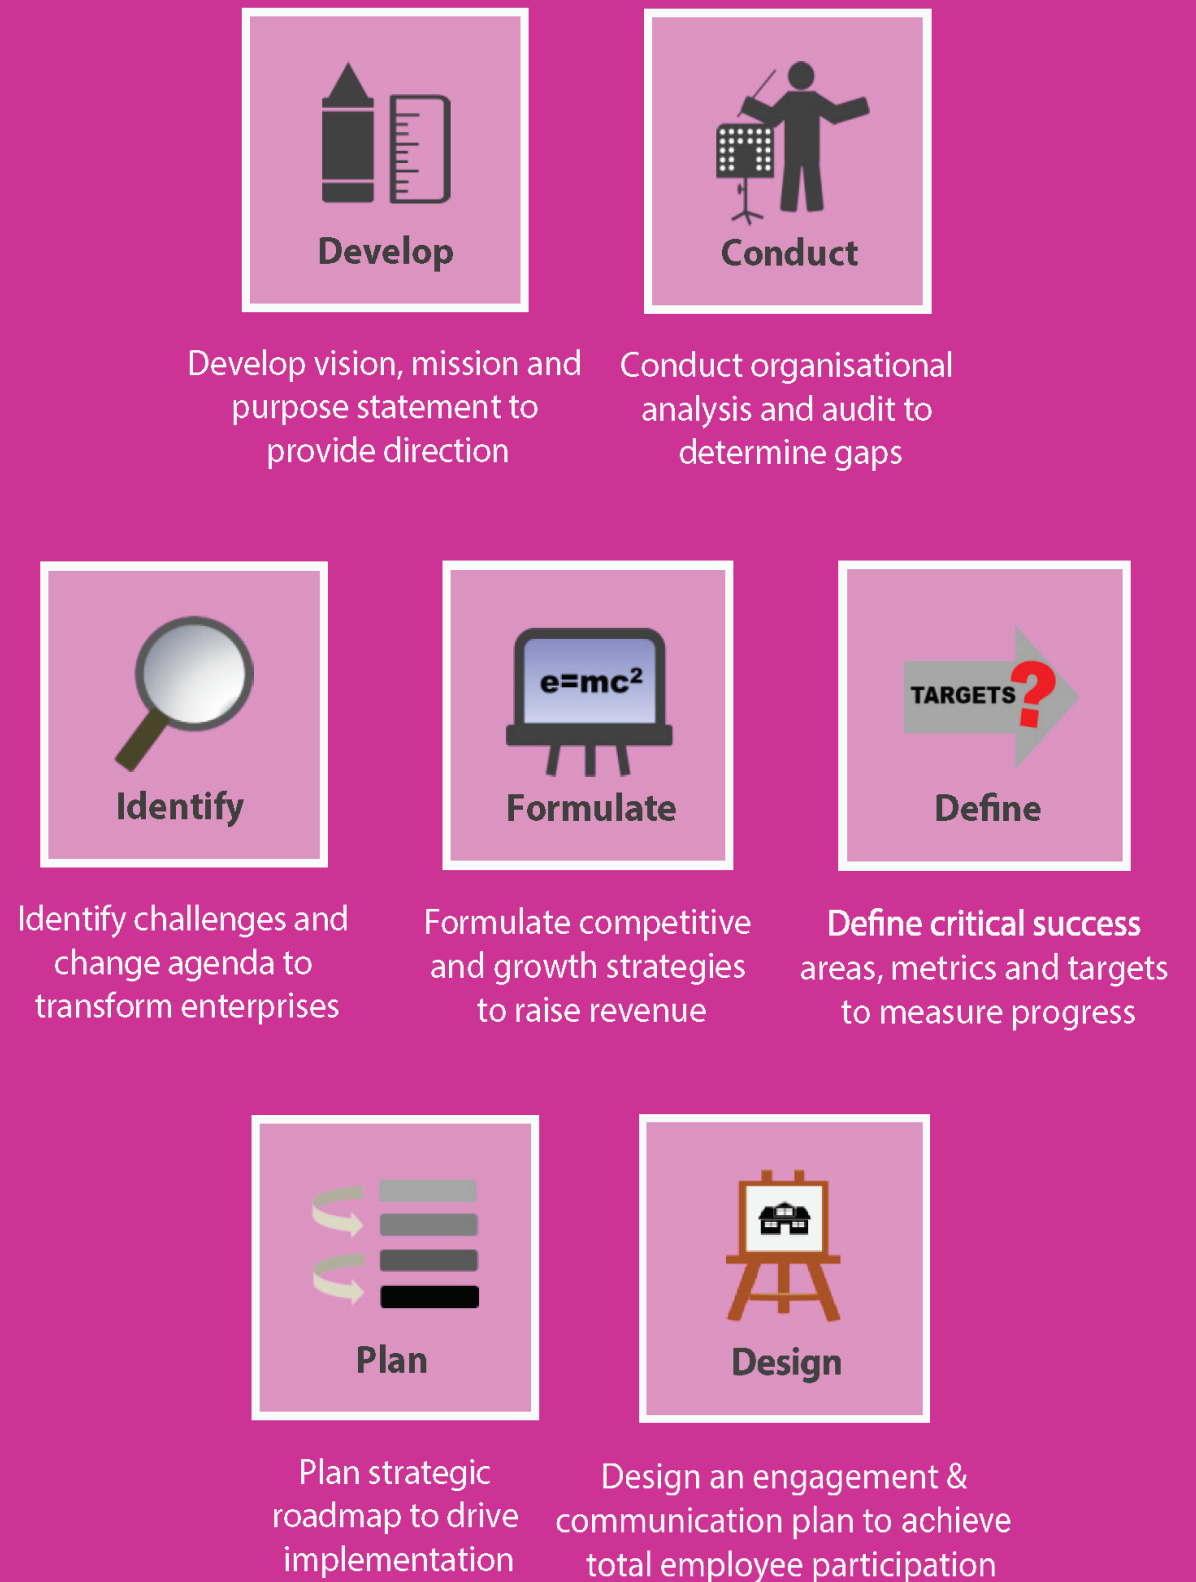 Develop
Conduct
Develop vision, mission and
purpose statement to
provide direction
Conduct organisational
analysis and audit to
determine gaps
e=mc²
TARGETS?
Identify
Formulate
Define
Identify challenges and
change agenda to
transform enterprises
Formulate competitive
and growth strategies
to raise revenue
Define critical success
areas, metrics and targets
to measure progress
Plan
Design
Plan strategic
roadmap to drive
implementation
Design an engagement &
communication plan to achieve
total employee participation